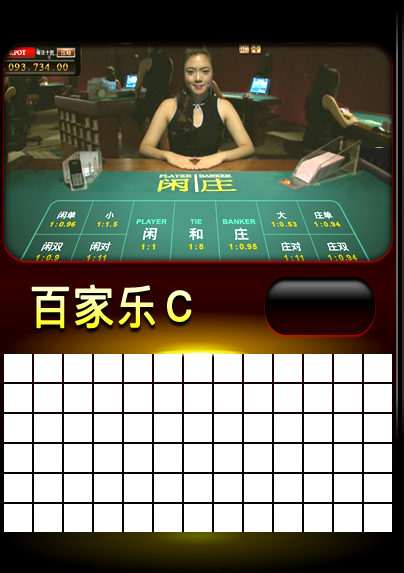 POT
093,734.00
PLAYER BANKER
闲 庄
闲单 小 PLAYER TIE BANKER 大 庄单
1:0.96 1:1.5 闲 和 庄 1:0.53 1:0.94
闲双 闲对 1:1 1:8 1:0.95 庄对 庄双
1:0.9 1:11 1:11 1:0.94
百家乐 C